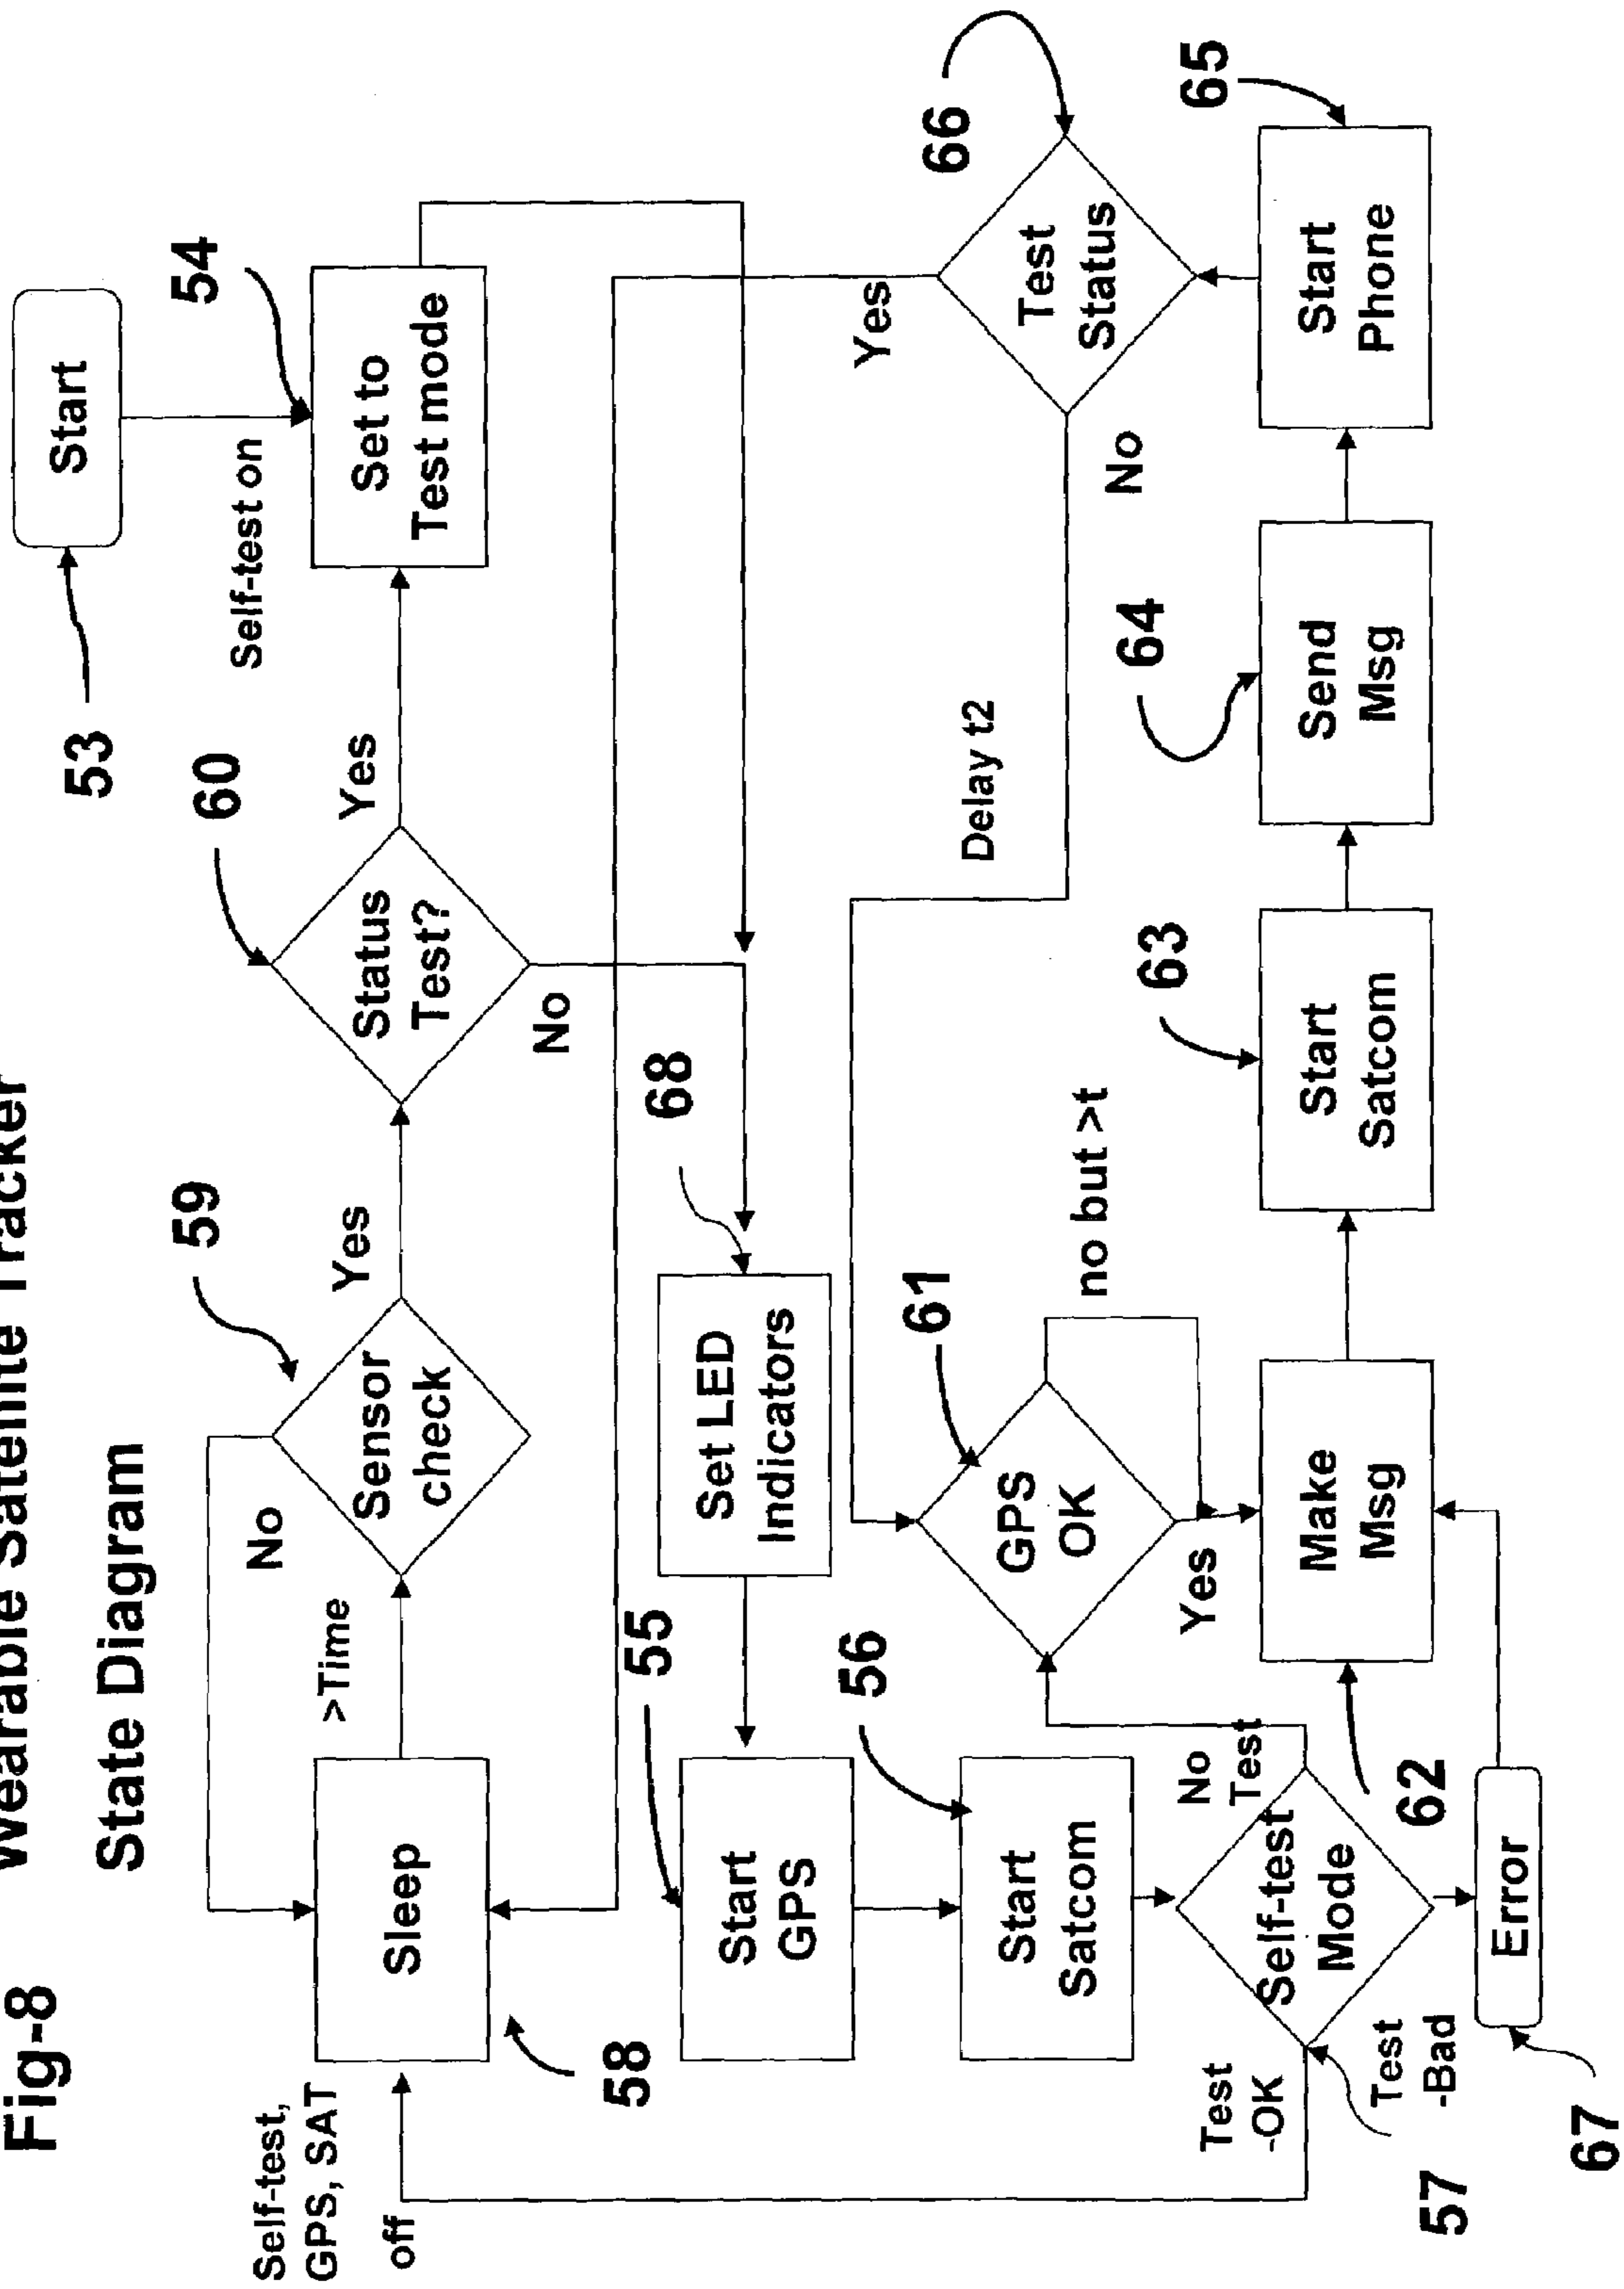 Fig-8 Wearable Satellite Tracker
State Diagram
53
Start
Self-test on
54
Set to
Test mode
Self-test,
GPS, SAT
off
Sleep
58
>Time
No
Sensor
check
59
Yes
Status
Test?
60
Yes
No
68
Set LED
Indicators
55
Start
GPS
56
Start
Satcom
Self-test
Mode
57
Test
-OK
Test
-Bad
No
Test
Error
67
GPS
OK
61
no but >t
Yes
Make
Msg
62
Start
Satcom
63
Send
Msg
64
Start
Phone
65
Test
Status
66
Yes
No
Delay t2